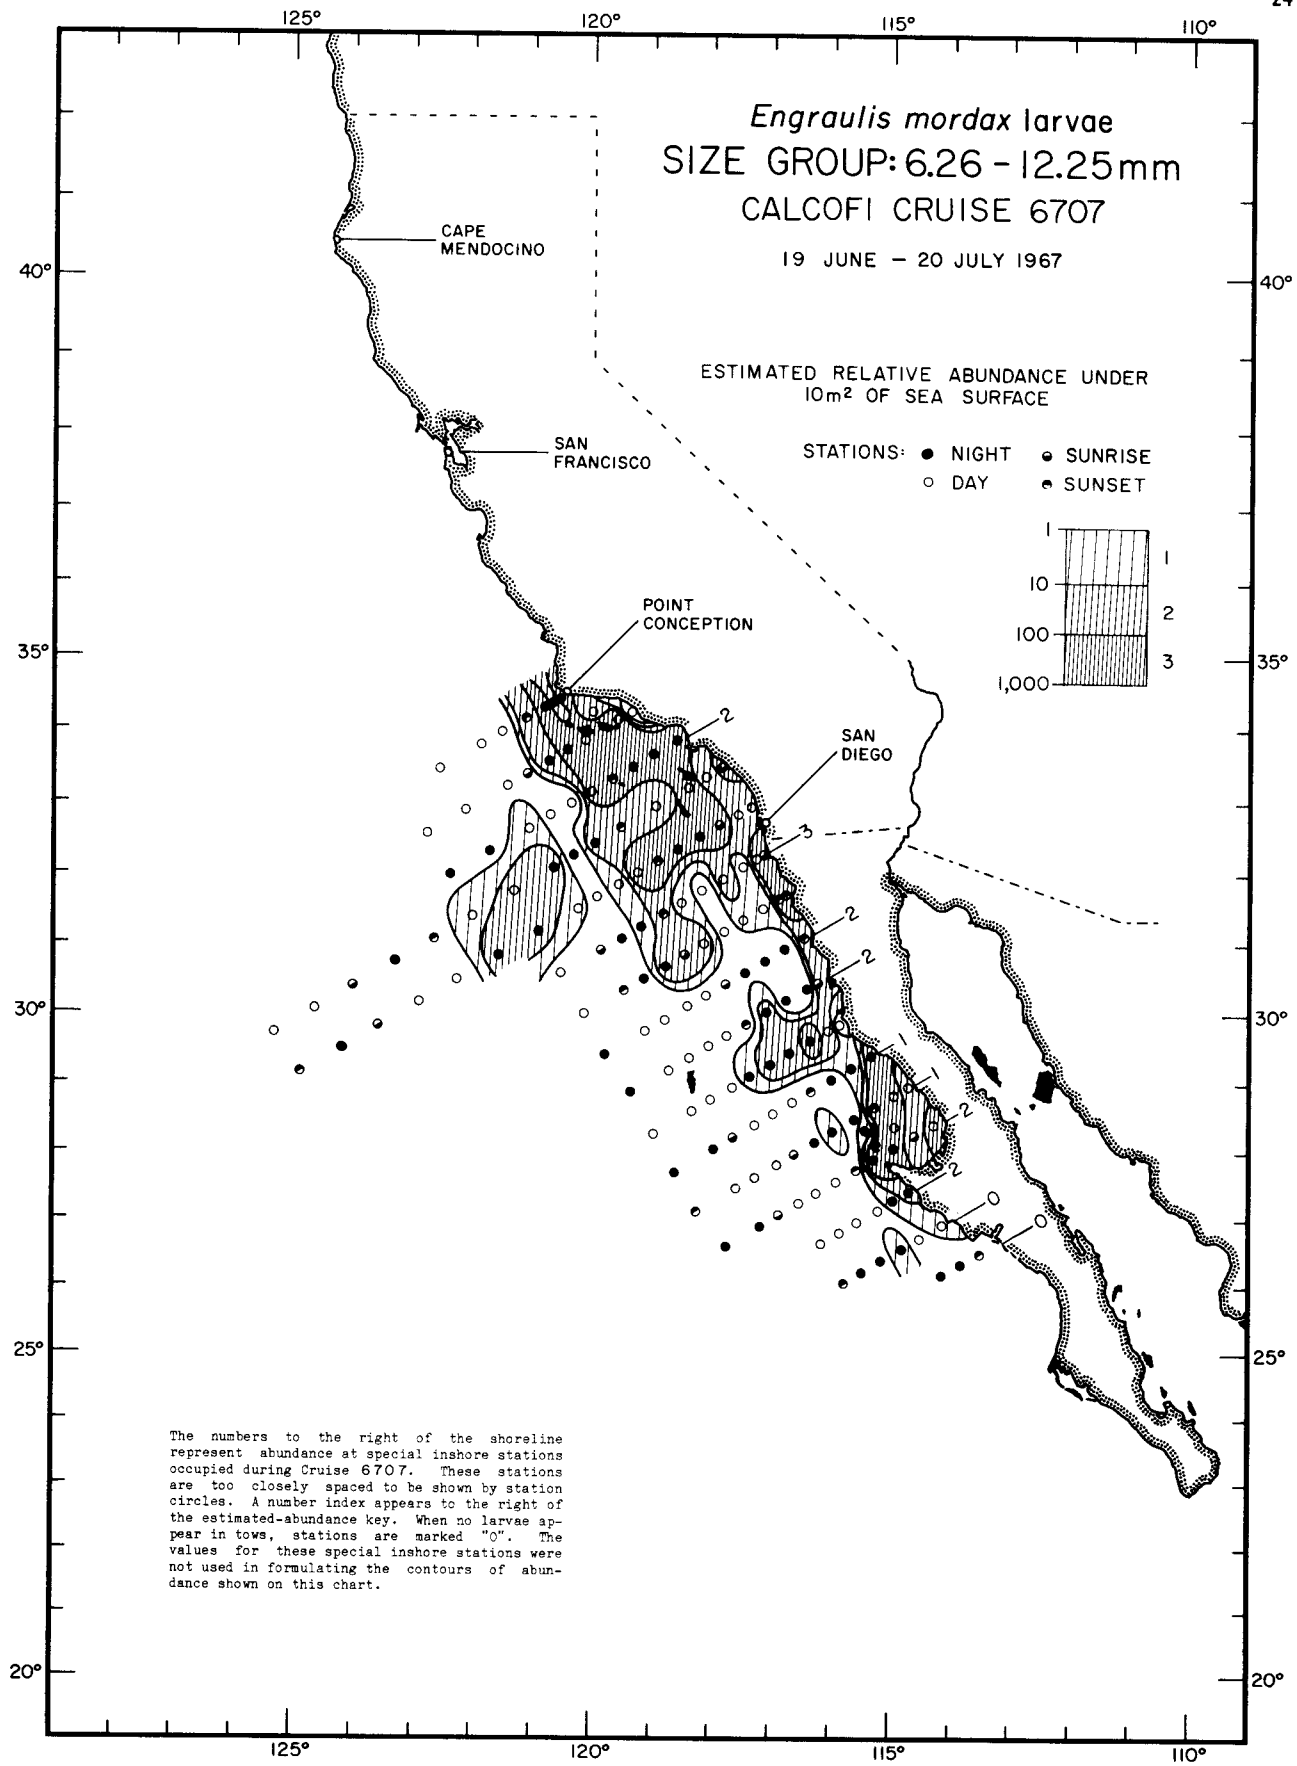 24
125°
120°
115°
110°
Engraulis mordax larvae
SIZE GROUP: 6.26 - 12.25mm
CALCOFI CRUISE 6707
19 JUNE - 20 JULY 1967
CAPE
MENDOCINO
40°
40°
ESTIMATED RELATIVE ABUNDANCE UNDER
10m² OF SEA SURFACE
SAN
FRANCISCO
STATIONS: ● NIGHT SUNRISE
○ DAY SUNSET
1
10
100
1,000
1
2
3
POINT
CONCEPTION
35°
35°
2
SAN
DIEGO
3
2
2
30°
30°
1
1
2
2
0
0
25°
25°
The numbers to the right of the shoreline
represent abundance at special inshore stations
occupied during Cruise 6707. These stations
are too closely spaced to be shown by station
circles. A number index appears to the right of
the estimated-abundance key. When no larvae ap-
pear in tows, stations are marked "0". The
values for these special inshore stations were
not used in formulating the contours of abun-
dance shown on this chart.
20°
20°
125°
120°
115°
110°